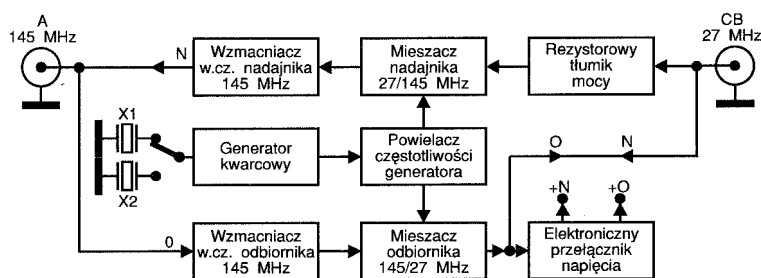 A
145 MHz
CB
27 MHz
N
Wzmacniacz
w.cz. nadajnika
145 MHz
Mieszacz
nadajnika
27/145 MHz
Rezystorowy
tłumik
mocy
X1
X2
Generator
kwarcowy
Powielacz
częstotliwości
generatora
O
N
+N
+O
0
Wzmacniacz
w.cz. odbiornika
145 MHz
Mieszacz
odbiornika
145/27 MHz
Elektroniczny
przełącznik
napięcia